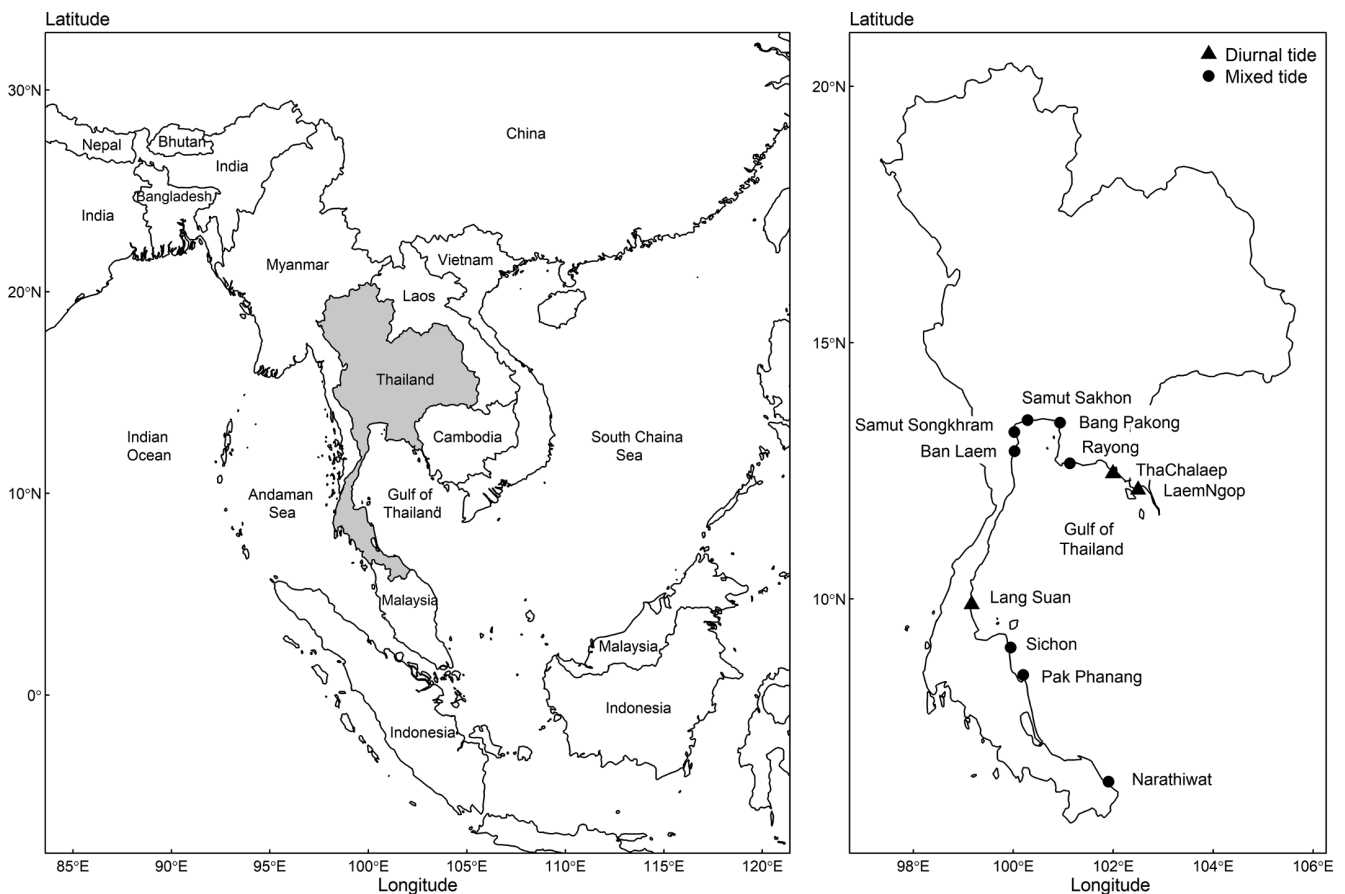 Latitude
30°N
20°N
10°N
0°
Nepal
Bhutan
India
Bangladesh
India
China
Myanmar
Vietnam
Laos
Thailand
Cambodia
Indian
Ocean
Andaman
Sea
Gulf of
Thailand
South Chaina
Sea
Malaysia
Malaysia
Indonesia
Indonesia
85°E
90°E
95°E
100°E
105°E
110°E
115°E
120°E
Longitude
Latitude
Diurnal tide
Mixed tide
20°N
15°N
10°N
Samut Sakhon
Samut Songkhram
Bang Pakong
Ban Laem
Rayong
ThaChalaep
LaemNgop
Gulf of
Thailand
Lang Suan
Sichon
Pak Phanang
Narathiwat
98°E
100°E
102°E
104°E
106°E
Longitude